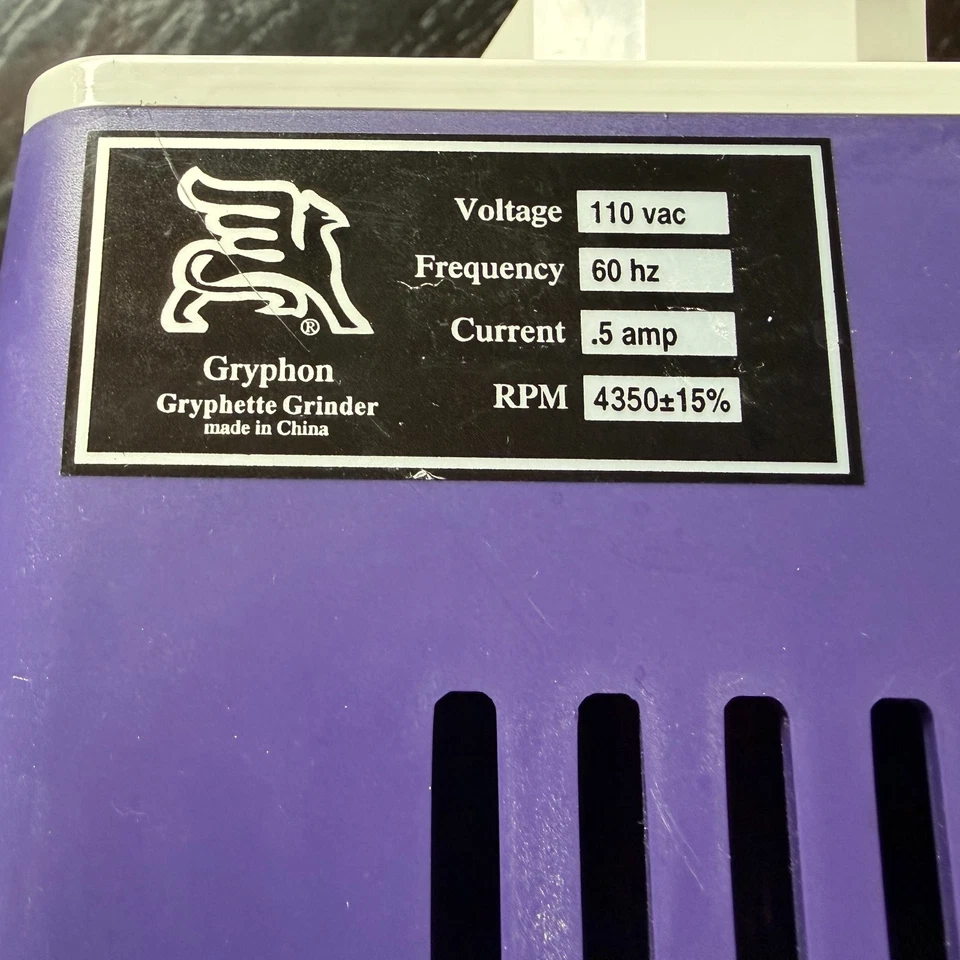 Voltage 110 vac
Frequency 60 hz
Current .5 amp
RPM 4350±15%
®
Gryphon
Gryphette Grinder
made in China